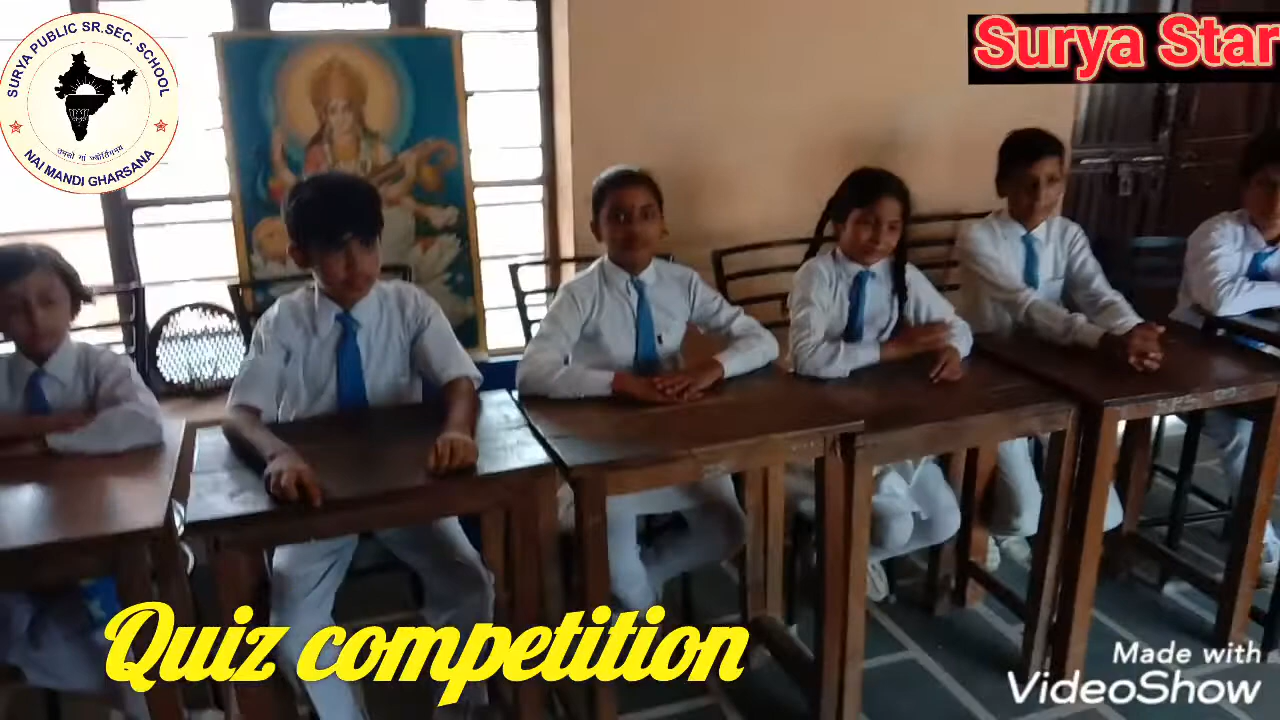 SURYA PUBLIC SR.SEC. SCHOOL
NAI MANDI GHARSANA
Surya Star
Quiz competition
Made with
VideoShow